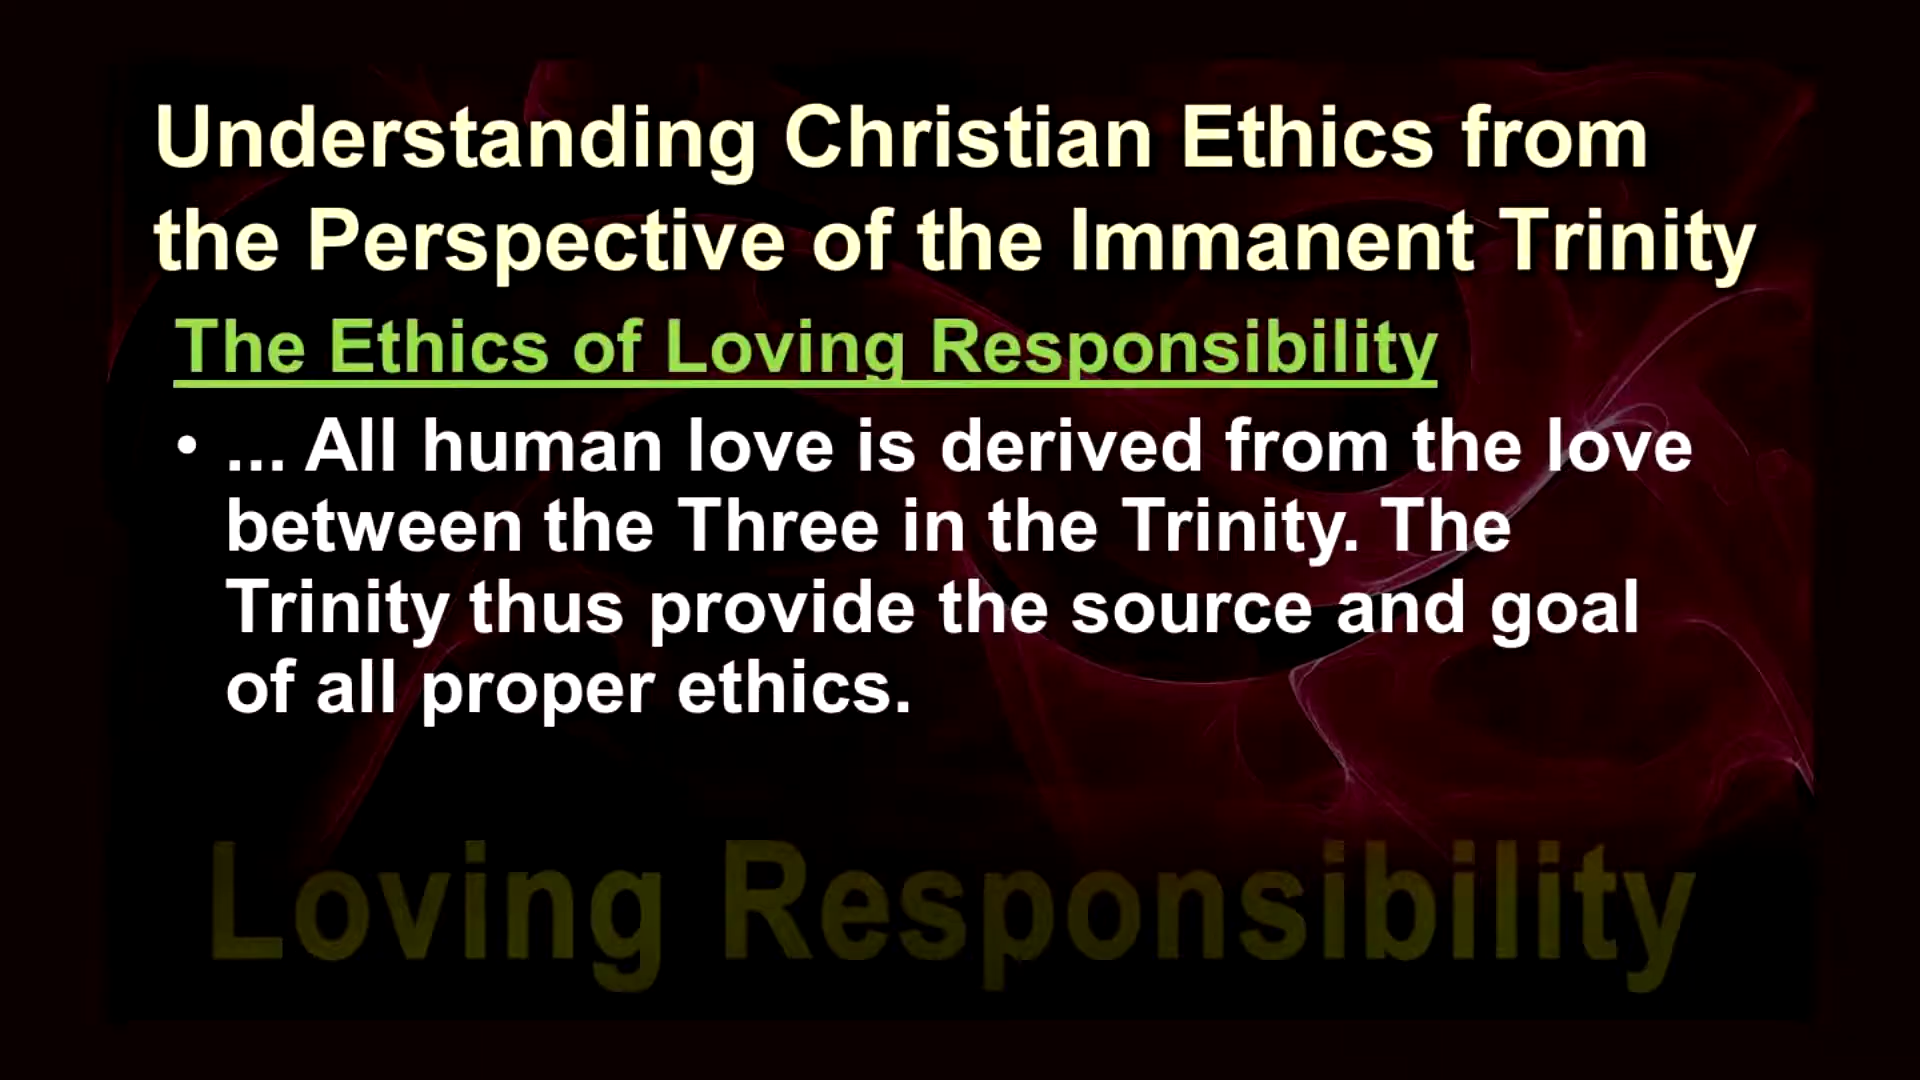 Understanding Christian Ethics from
the Perspective of the Immanent Trinity
The Ethics of Loving Responsibility
• ... All human love is derived from the love
between the Three in the Trinity. The
Trinity thus provide the source and goal
of all proper ethics.
Loving Responsibility